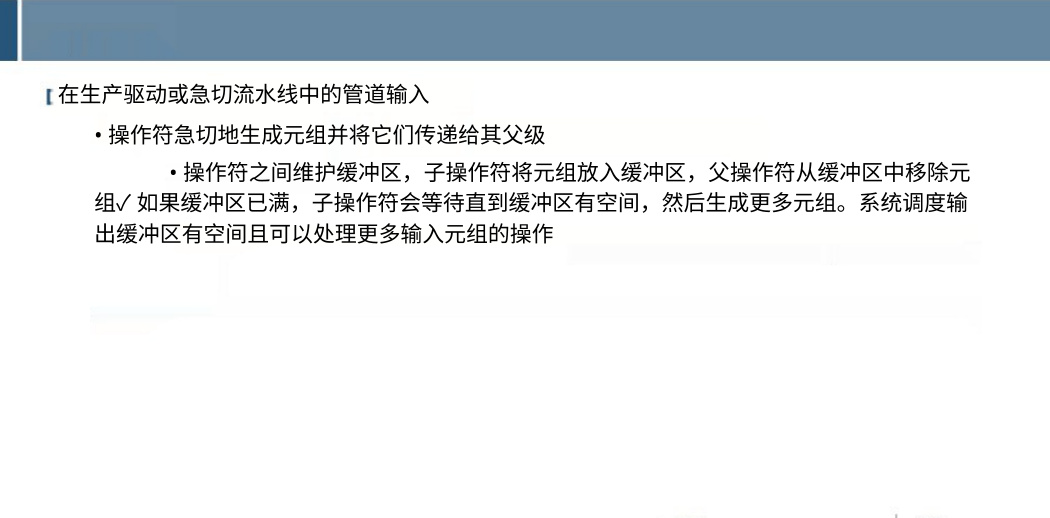 在生产驱动或急切流水线中的管道输入
• 操作符急切地生成元组并将它们传递给其父级
• 操作符之间维护缓冲区，子操作符将元组放入缓冲区，父操作符从缓冲区中移除元
组✓ 如果缓冲区已满，子操作符会等待直到缓冲区有空间，然后生成更多元组。系统调度输
出缓冲区有空间且可以处理更多输入元组的操作